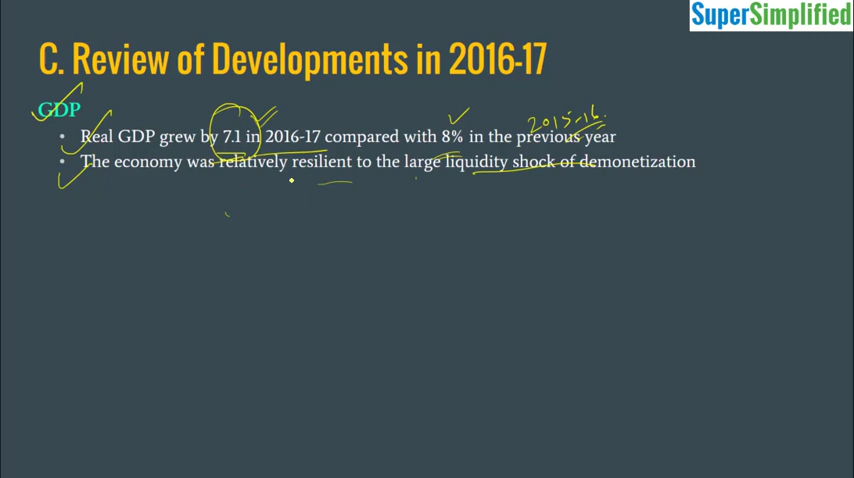 SuperSimplified
C. Review of Developments in 2016-17
GDP
2015-16.
• Real GDP grew by 7.1 in 2016-17 compared with 8% in the previous year
• The economy was relatively resilient to the large liquidity shock of demonetization